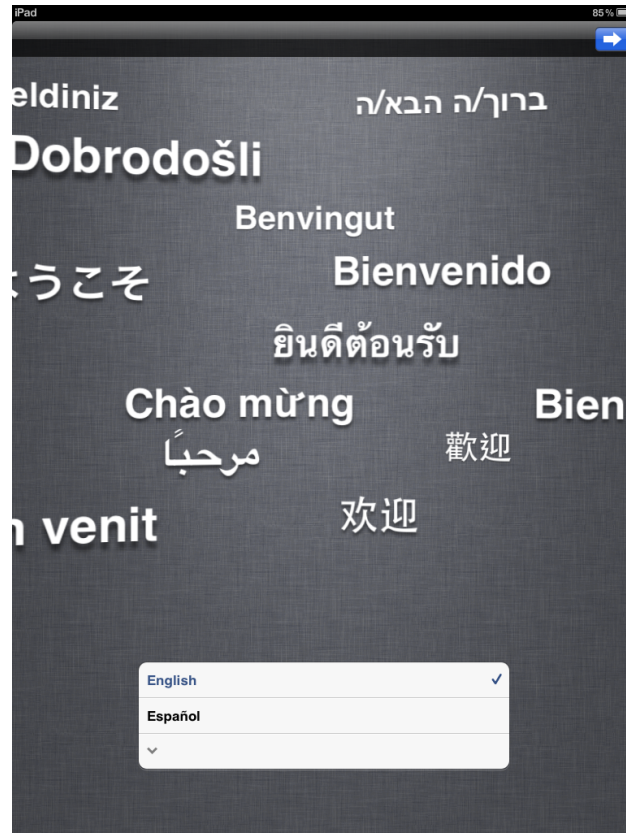 iPad 85%
eldiniz ברוך/ה הבא/ה
Dobrodošli
Benvingut
ようこそ Bienvenido
ยินดีต้อนรับ
Chào mừng Bien
مرحبًا 歡迎
n venit 欢迎
English
Español